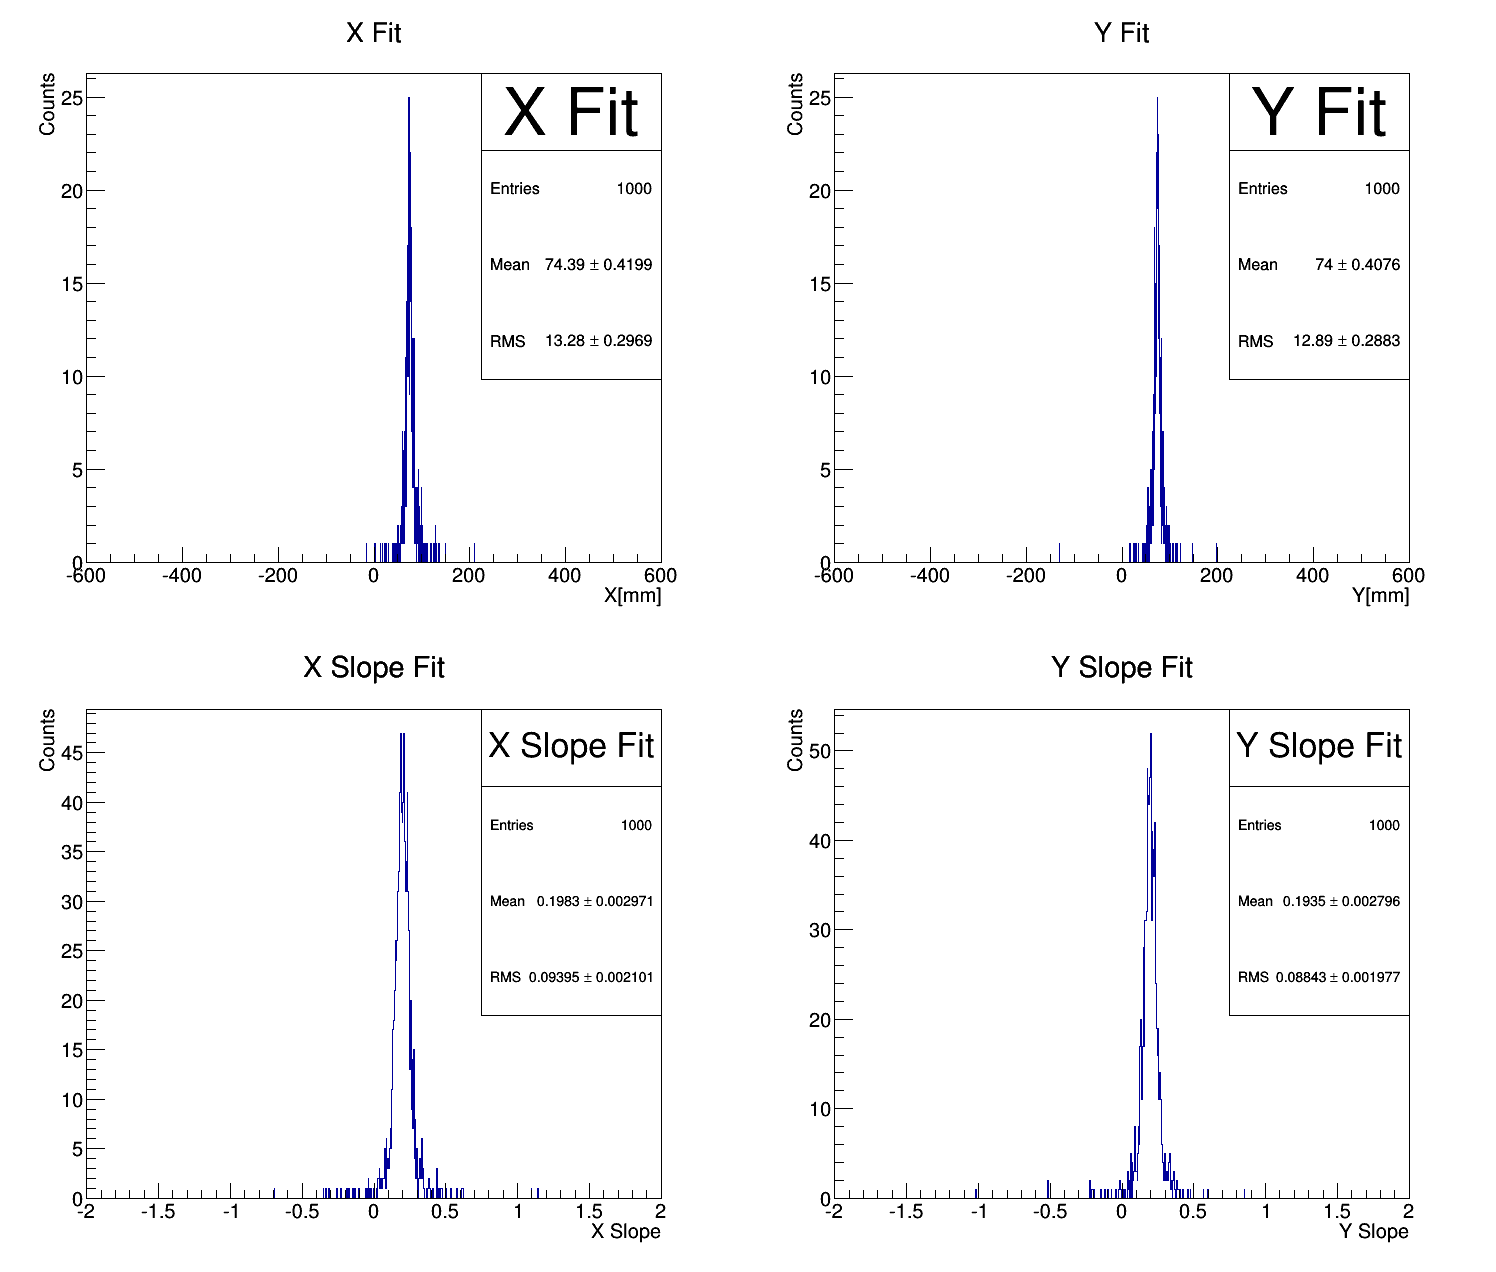 X Fit
Counts
25
20
15
10
5
0
-600 -400 -200 0 200 400 600
X[mm]
X Fit
Entries 1000
Mean 74.39 ± 0.4199
RMS 13.28 ± 0.2969
Y Fit
Counts
25
20
15
10
5
0
-600 -400 -200 0 200 400 600
Y[mm]
Y Fit
Entries 1000
Mean 74 ± 0.4076
RMS 12.89 ± 0.2883
X Slope Fit
Counts
45
40
35
30
25
20
15
10
5
0
-2 -1.5 -1 -0.5 0 0.5 1 1.5 2
X Slope
X Slope Fit
Entries 1000
Mean 0.1983 ± 0.002971
RMS 0.09395 ± 0.002101
Y Slope Fit
Counts
50
40
30
20
10
0
-2 -1.5 -1 -0.5 0 0.5 1 1.5 2
Y Slope
Y Slope Fit
Entries 1000
Mean 0.1935 ± 0.002796
RMS 0.08843 ± 0.001977